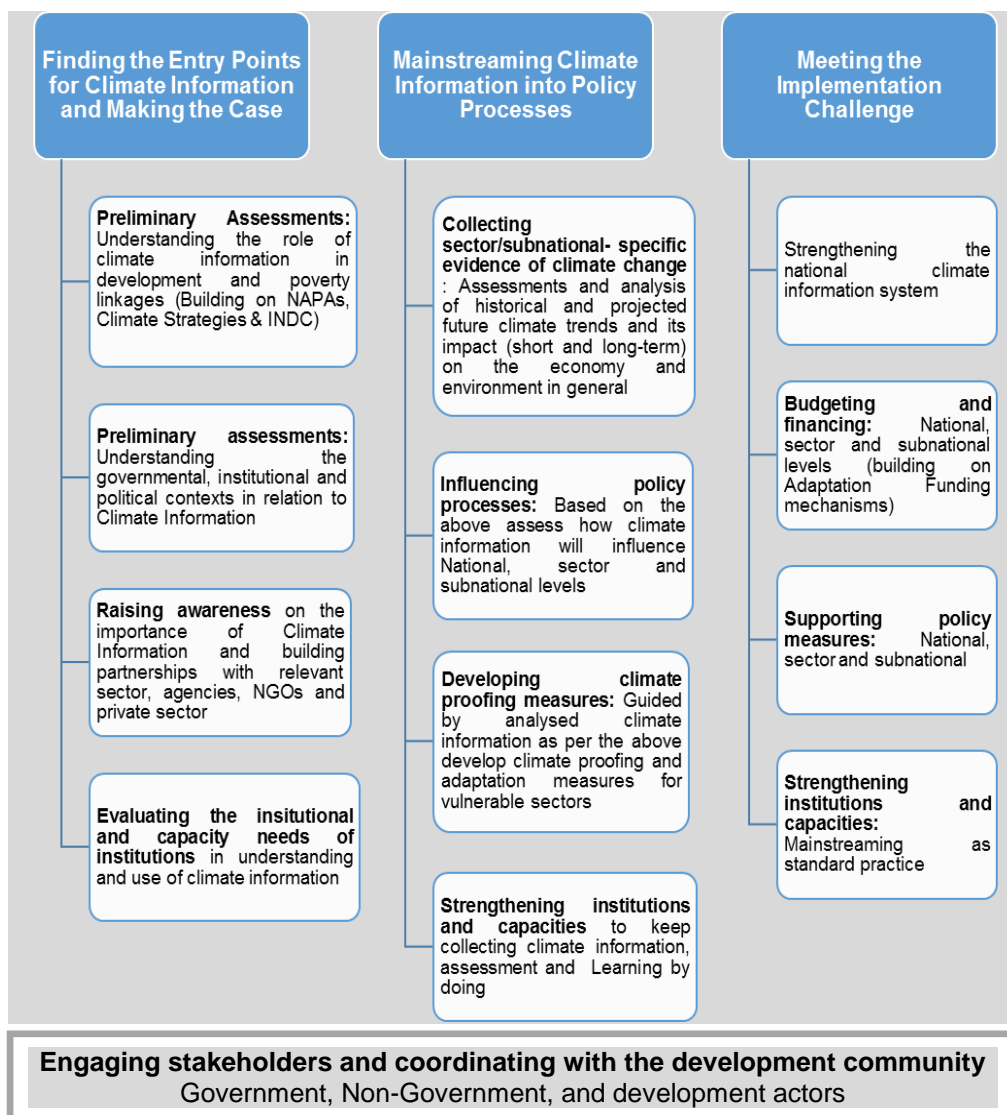 Finding the Entry Points
for Climate Information
and Making the Case
Preliminary Assessments:
Understanding the role of
climate information in
development and poverty
linkages (Building on NAPAs,
Climate Strategies & INDC)
Preliminary assessments:
Understanding the
governmental, institutional and
political contexts in relation to
Climate Information
Raising awareness on the
importance of Climate
Information and building
partnerships with relevant
sector, agencies, NGOs and
private sector
Evaluating the insitutional
and capacity needs of
institutions in understanding
and use of climate information
Mainstreaming Climate
Information into Policy
Processes
Collecting
sector/subnational- specific
evidence of climate change
: Assessments and analysis
of historical and projected
future climate trends and its
impact (short and long-term)
on the economy and
environment in general
Influencing policy
processes: Based on the
above assess how climate
information will influence
National, sector and
subnational levels
Developing climate
proofing measures: Guided
by analysed climate
information as per the above
develop climate proofing and
adaptation measures for
vulnerable sectors
Strengthening institutions
and capacities to keep
collecting climate information,
assessment and Learning by
doing
Meeting the
Implementation
Challenge
Strengthening the
national climate
information system
Budgeting and
financing: National,
sector and subnational
levels (building on
Adaptation Funding
mechanisms)
Supporting policy
measures: National,
sector and subnational
Strengthening
institutions and
capacities:
Mainstreaming as
standard practice
Engaging stakeholders and coordinating with the development community
Government, Non-Government, and development actors